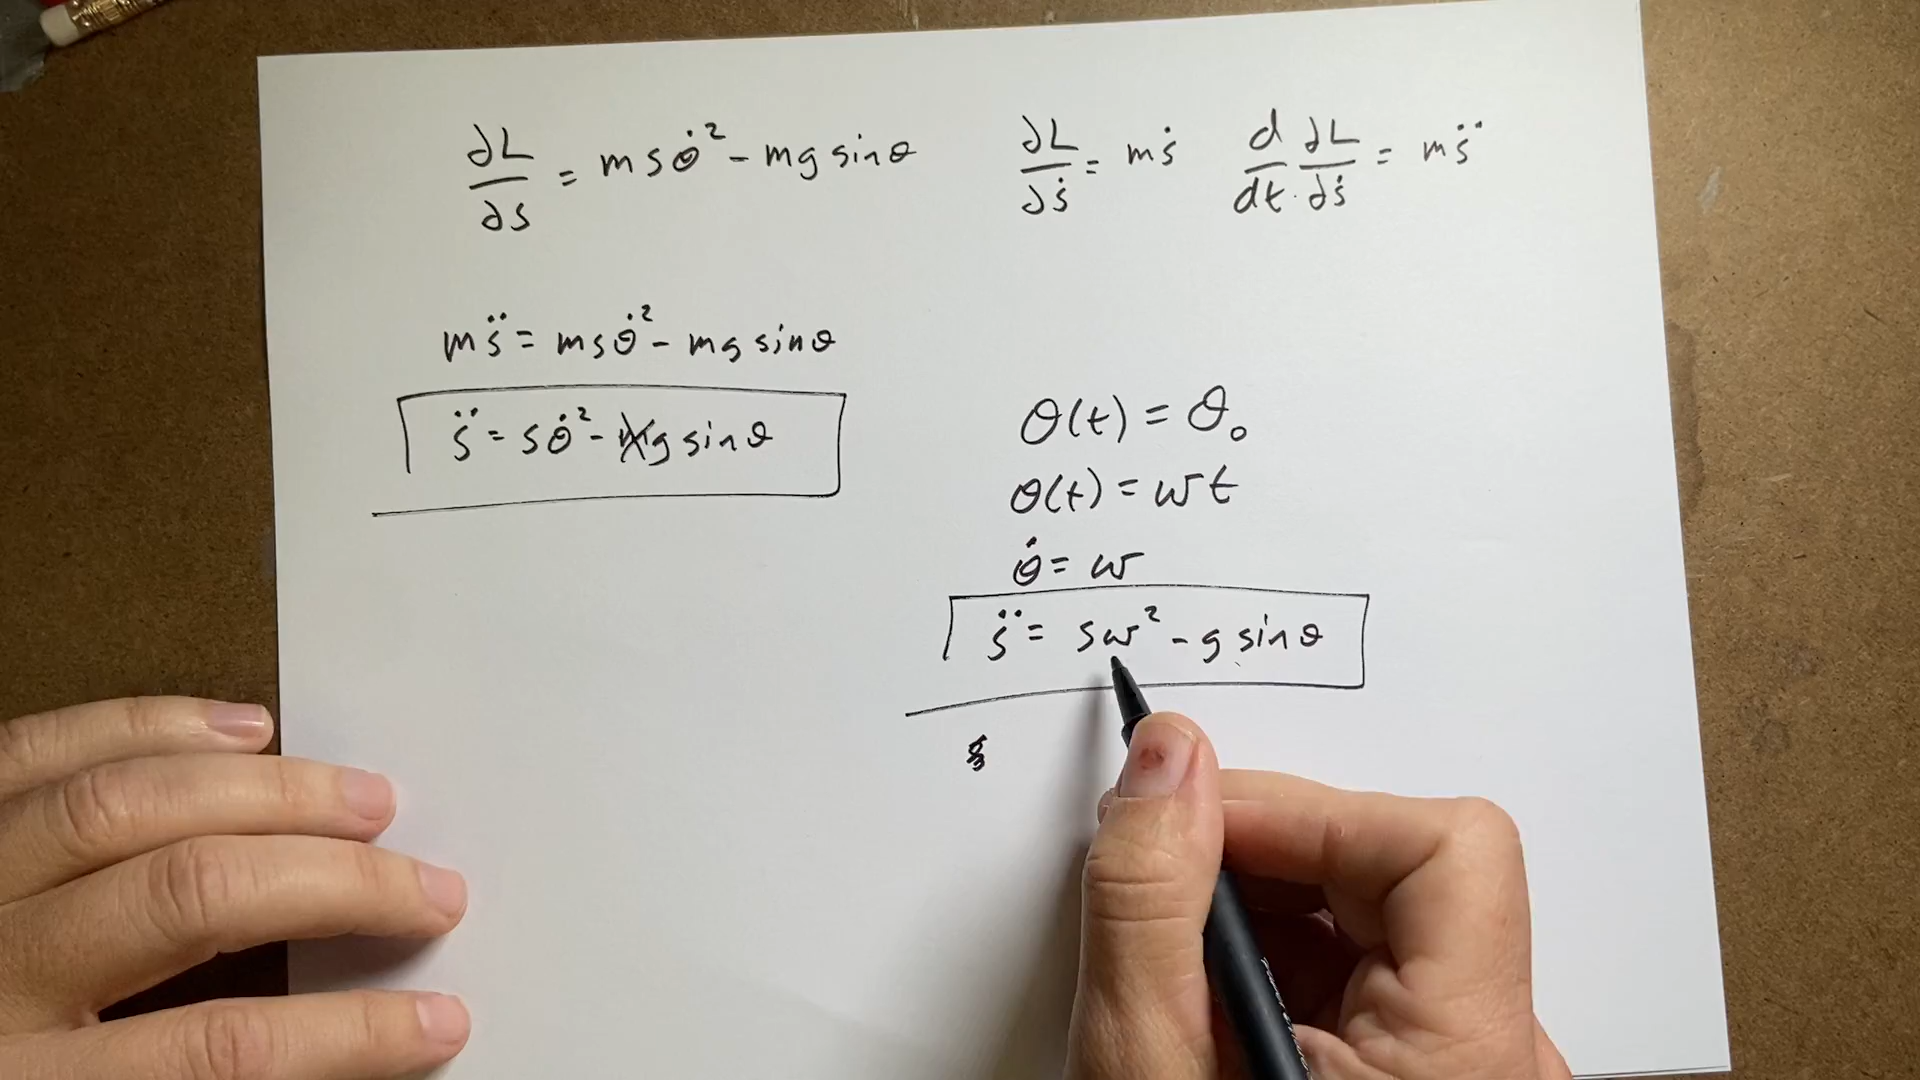 ∂L/∂s = msθ̇² - mg sinθ
∂L/∂ṡ = mṡ
d/dt ∂L/∂ṡ = ms̈
ms̈ = msθ̇² - mg sinθ
s̈ = sθ̇² - g sinθ
θ(t) = θ₀
θ(t) = ωt
θ̇ = ω
s̈ = sω² - g sinθ